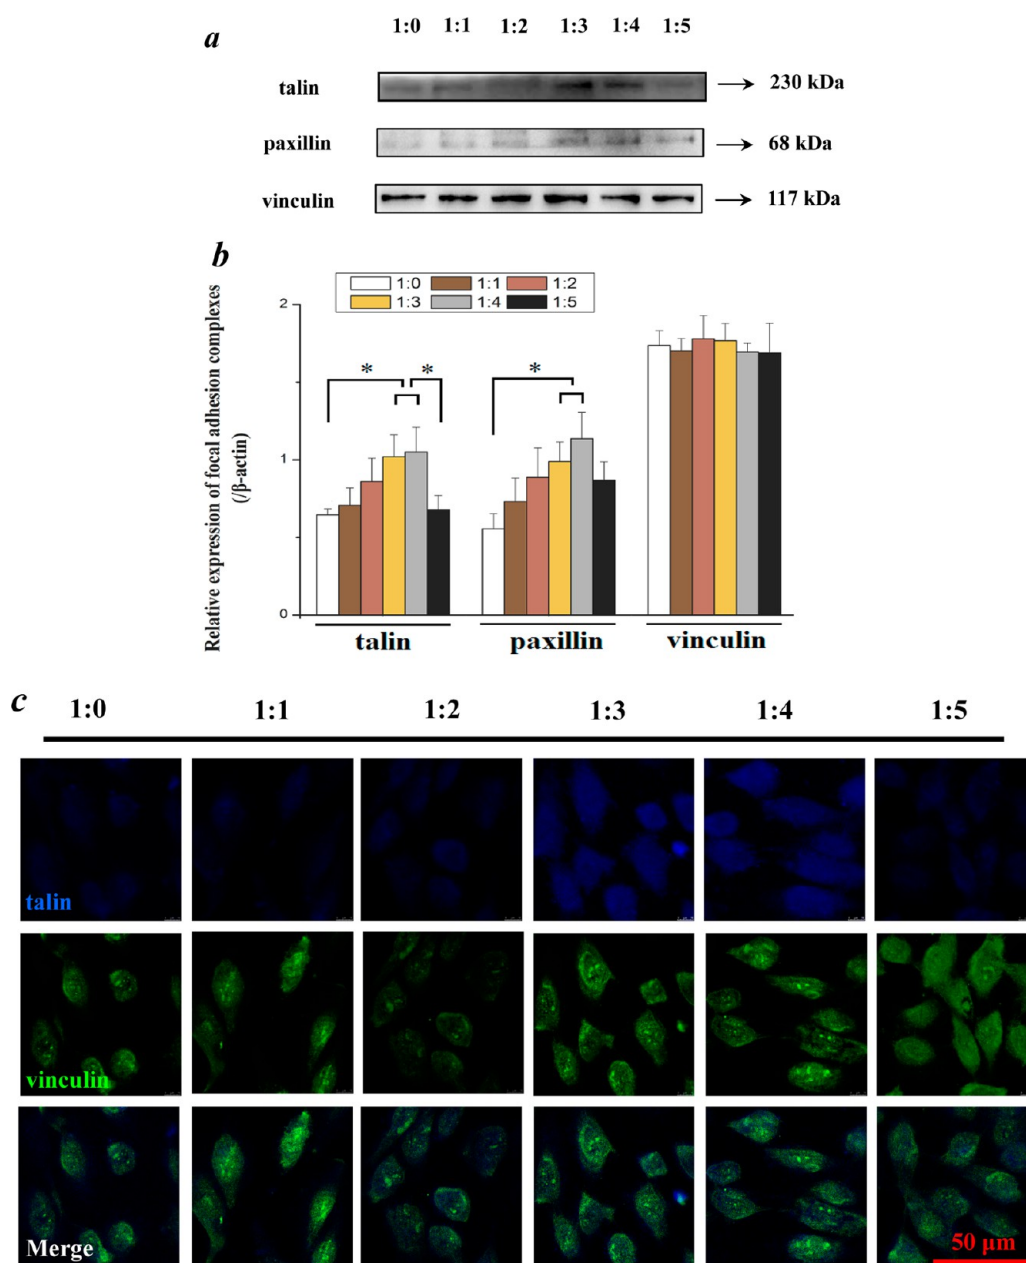 a
1:0 1:1 1:2 1:3 1:4 1:5
talin → 230 kDa
paxillin → 68 kDa
vinculin → 117 kDa
b
Relative expression of focal adhesion complexes
(/β-actin)
1:0 1:1 1:2
1:3 1:4 1:5
2
* *
*
1
0
talin paxillin vinculin
c
1:0 1:1 1:2 1:3 1:4 1:5
talin
vinculin
Merge
50 μm